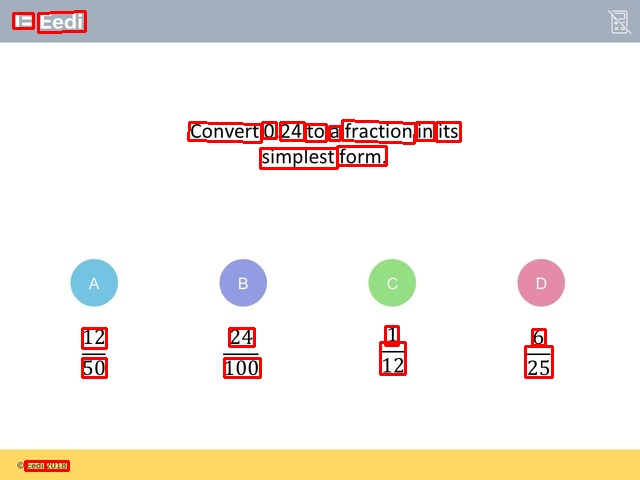 Eedi
Convert 0.24 to a fraction in its
simplest form.
A B C D
12/50 24/100 1/12 6/25
© Eedi 2018